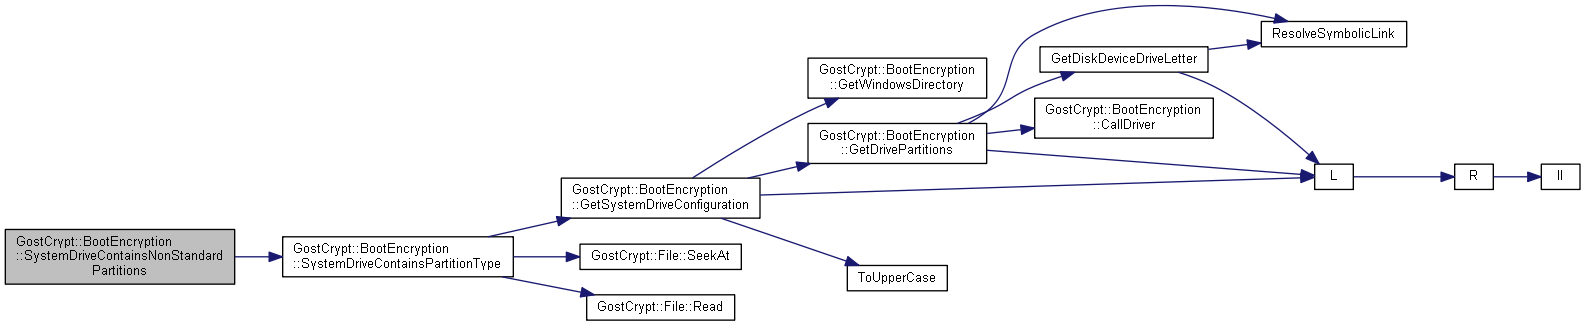 GostCrypt::BootEncryption
::SystemDriveContainsNonStandard
Partitions
GostCrypt::BootEncryption
::SystemDriveContainsPartitionType
GostCrypt::BootEncryption
::GetSystemDriveConfiguration
GostCrypt::File::SeekAt
GostCrypt::File::Read
GostCrypt::BootEncryption
::GetWindowsDirectory
GostCrypt::BootEncryption
::GetDrivePartitions
ToUpperCase
GetDiskDeviceDriveLetter
GostCrypt::BootEncryption
::CallDriver
ResolveSymbolicLink
L
R
II